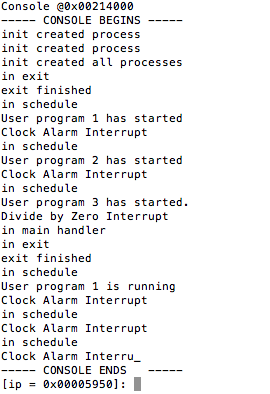 Console @0x00214000
----- CONSOLE BEGINS -----
init created process
init created process
init created all processes
in exit
exit finished
in schedule
User program 1 has started
Clock Alarm Interrupt
in schedule
User program 2 has started
Clock Alarm Interrupt
in schedule
User program 3 has started.
Divide by Zero Interrupt
in main handler
in exit
exit finished
in schedule
User program 1 is running
Clock Alarm Interrupt
in schedule
Clock Alarm Interrupt
in schedule
Clock Alarm Interru_
----- CONSOLE ENDS   -----
[ip = 0x00005950]: